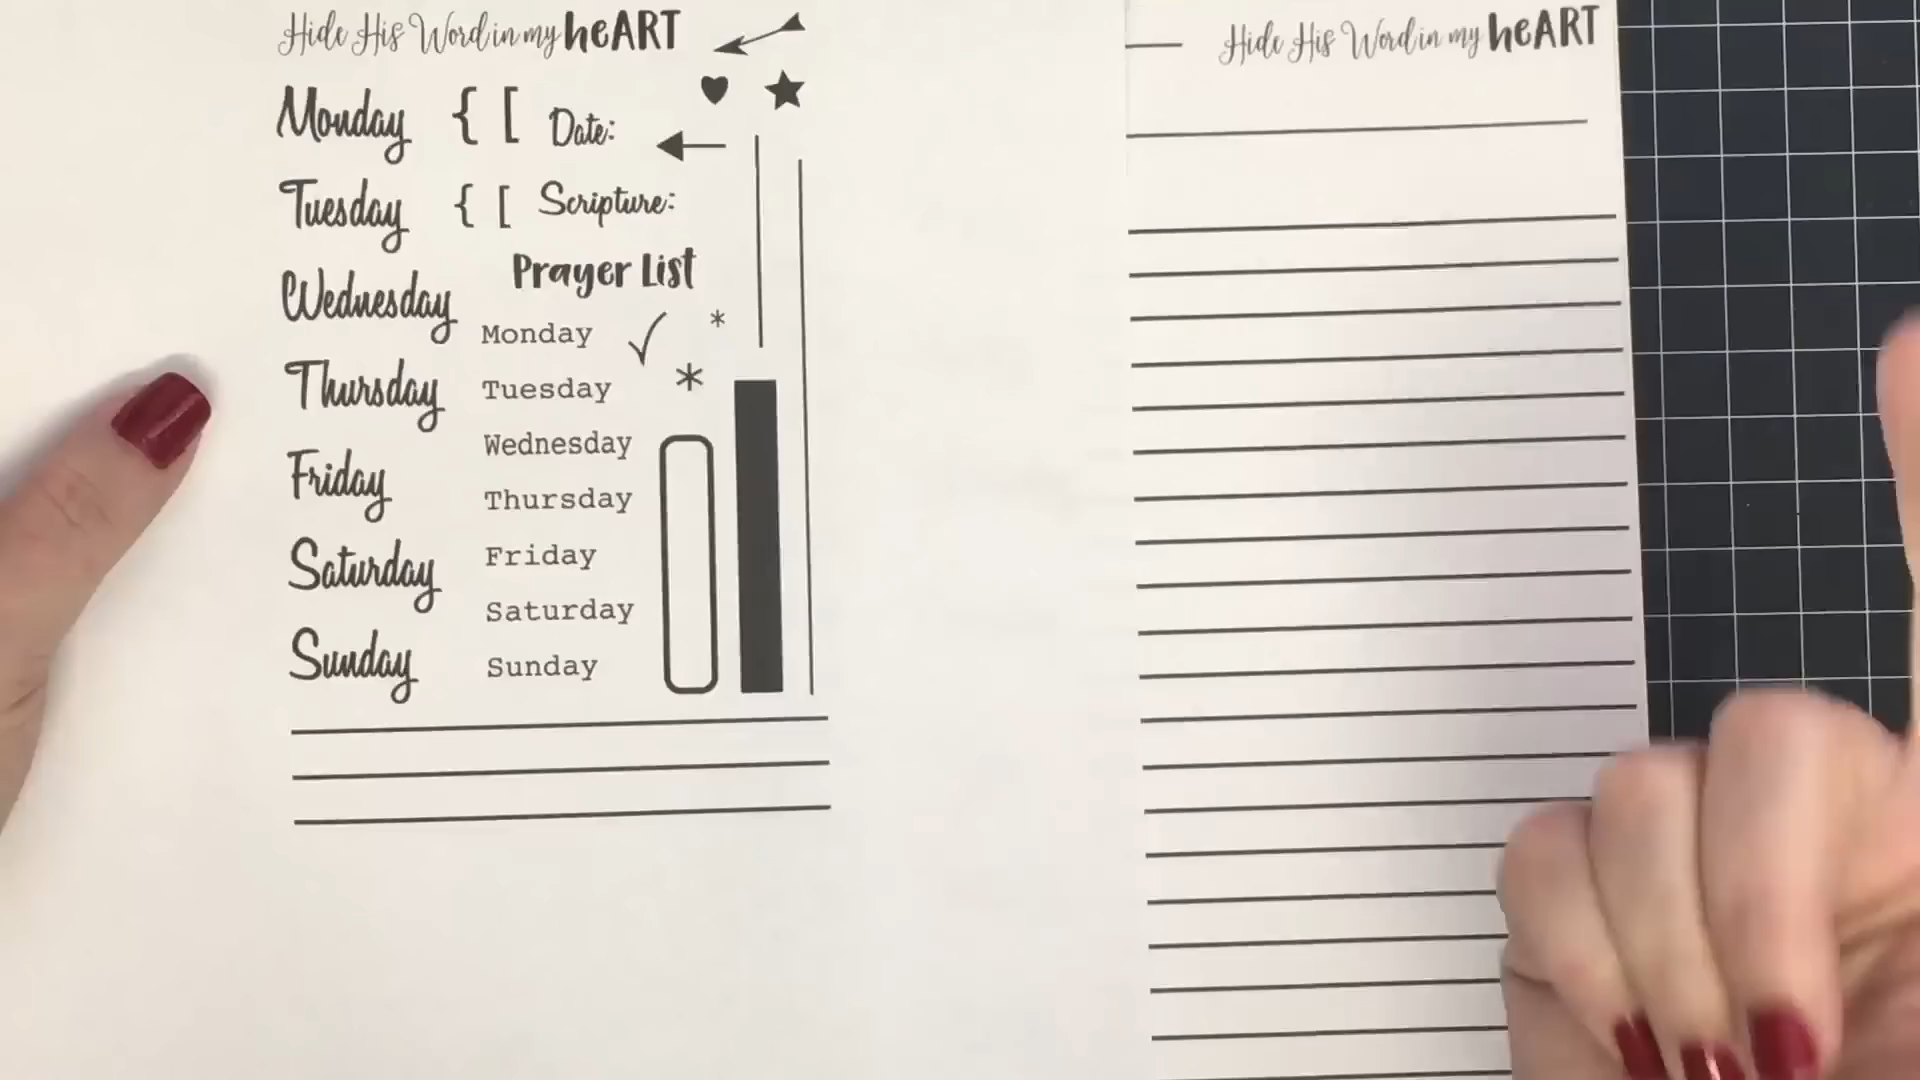 Hide His Word in my heART
Hide His Word in my heART
Monday { [ Date:
Tuesday { [ Scripture:
Prayer List
Wednesday
Monday
Thursday
Tuesday
Wednesday
Friday
Thursday
Saturday
Friday
Saturday
Sunday
Sunday